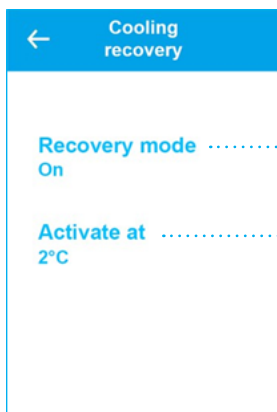 Cooling
recovery
Recovery mode
On
Activate at
2°C